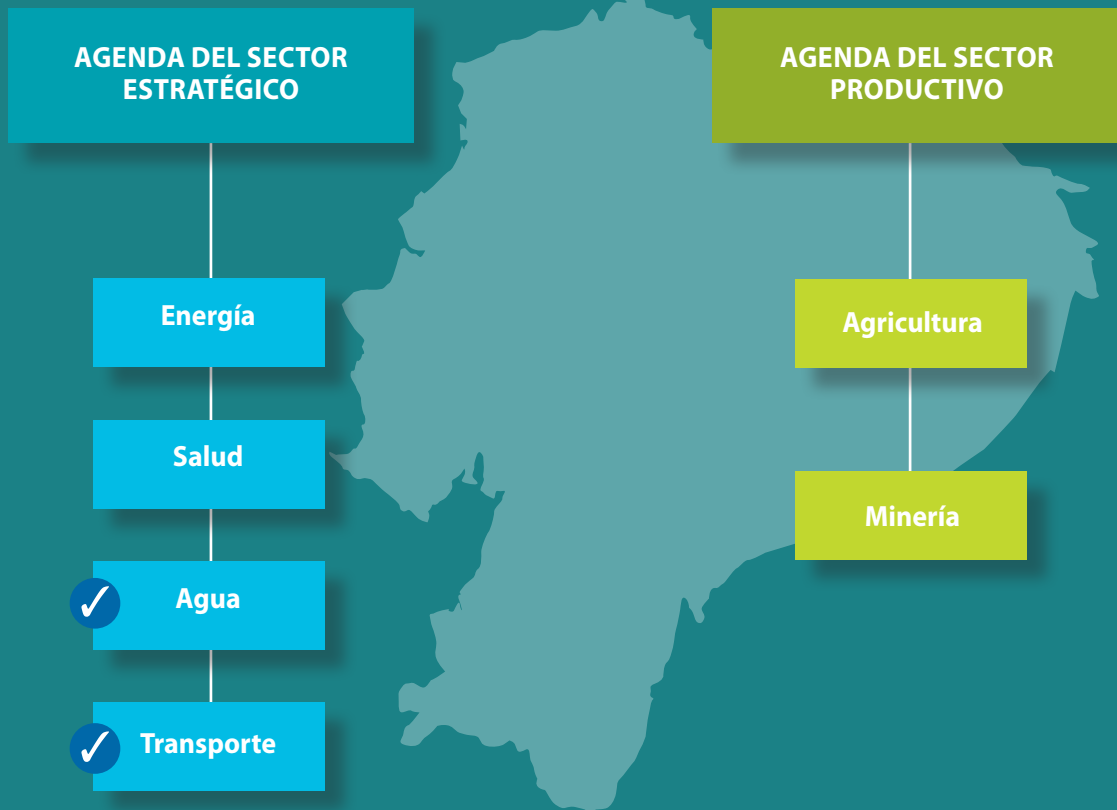 AGENDA DEL SECTOR
ESTRATÉGICO
Energía
Salud
Agua
Transporte
AGENDA DEL SECTOR
PRODUCTIVO
Agricultura
Minería